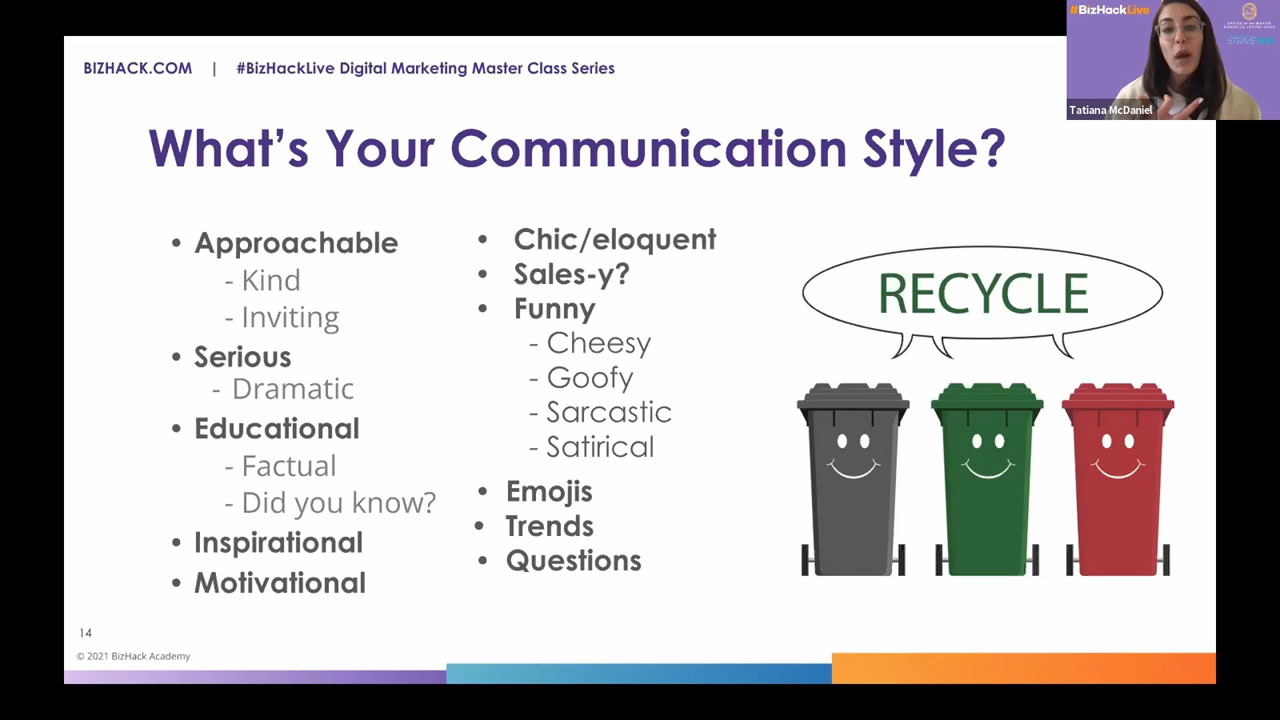 BIZHACK.COM | #BizHackLive Digital Marketing Master Class Series
#BizHackLive
Tatiana McDaniel
What's Your Communication Style?
• Approachable
- Kind
- Inviting
• Serious
- Dramatic
• Educational
- Factual
- Did you know?
• Inspirational
• Motivational
• Chic/eloquent
• Sales-y?
• Funny
- Cheesy
- Goofy
- Sarcastic
- Satirical
• Emojis
• Trends
• Questions
RECYCLE
14
© 2021 BizHack Academy